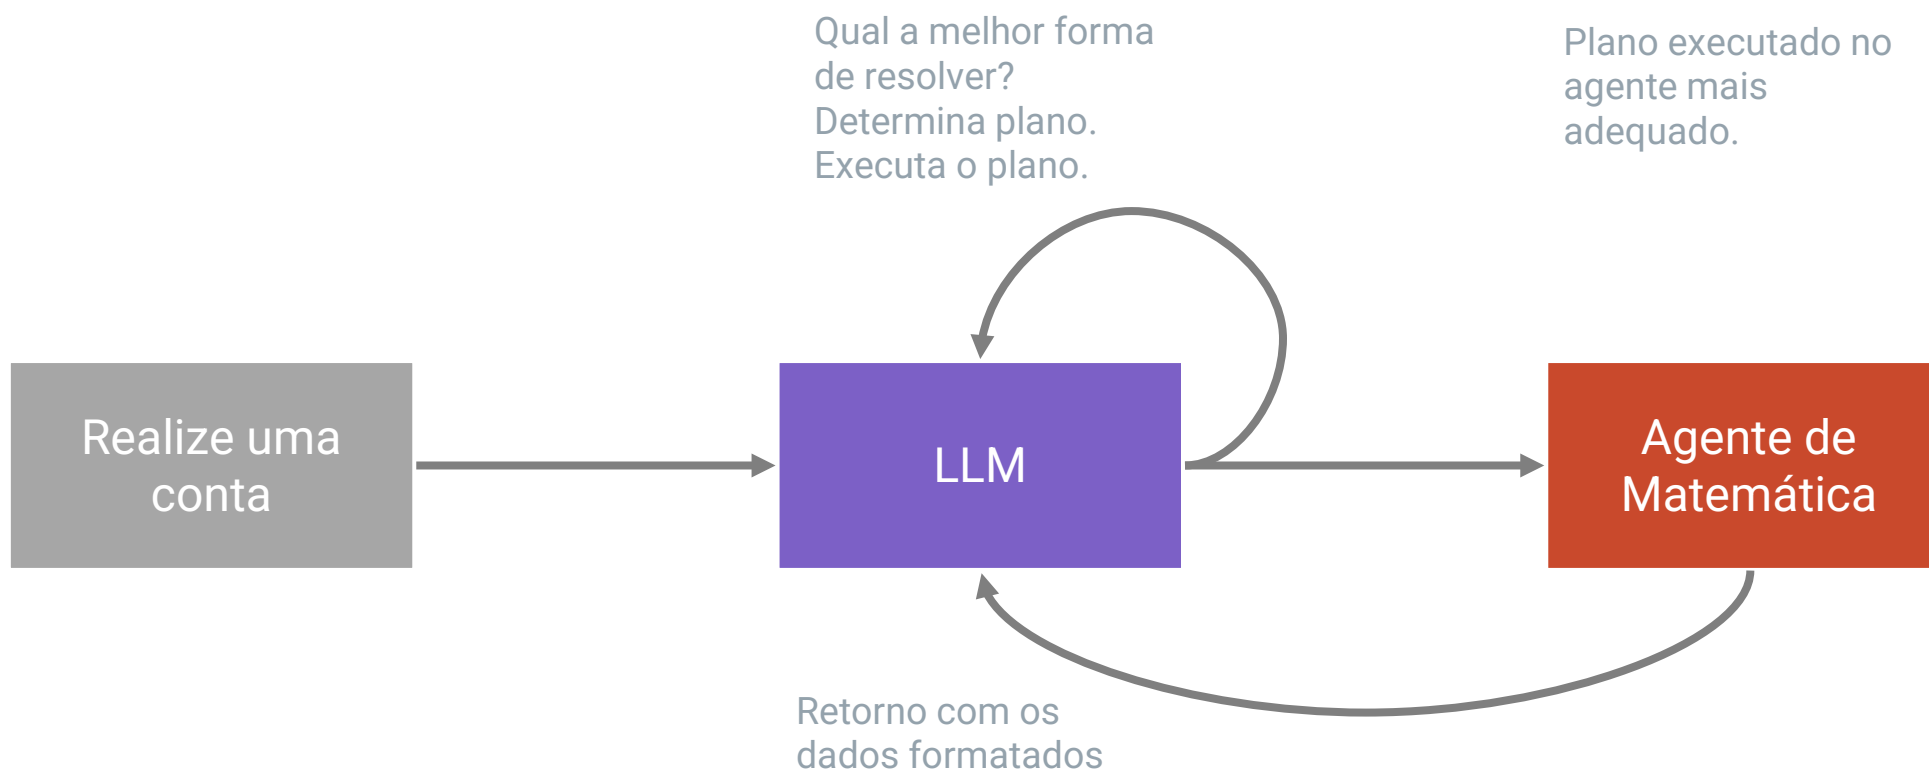 Qual a melhor forma
de resolver?
Determina plano.
Executa o plano.
Plano executado no
agente mais
adequado.
Realize uma
conta
LLM
Agente de
Matemática
Retorno com os
dados formatados